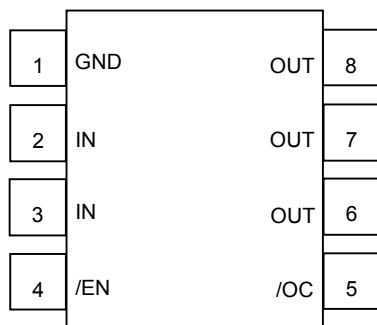 1 GND OUT 8
2 IN OUT 7
3 IN OUT 6
4 /EN /OC 5